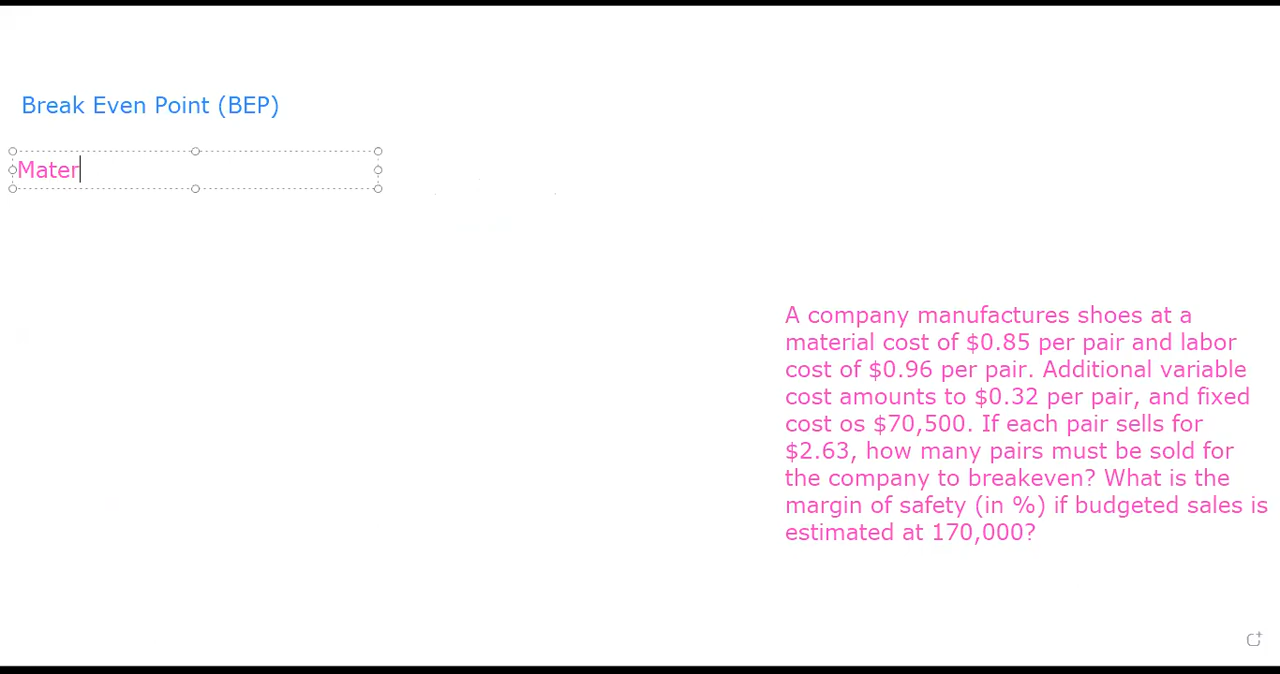 Break Even Point (BEP)
Mater
A company manufactures shoes at a
material cost of $0.85 per pair and labor
cost of $0.96 per pair. Additional variable
cost amounts to $0.32 per pair, and fixed
cost os $70,500. If each pair sells for
$2.63, how many pairs must be sold for
the company to breakeven? What is the
margin of safety (in %) if budgeted sales is
estimated at 170,000?